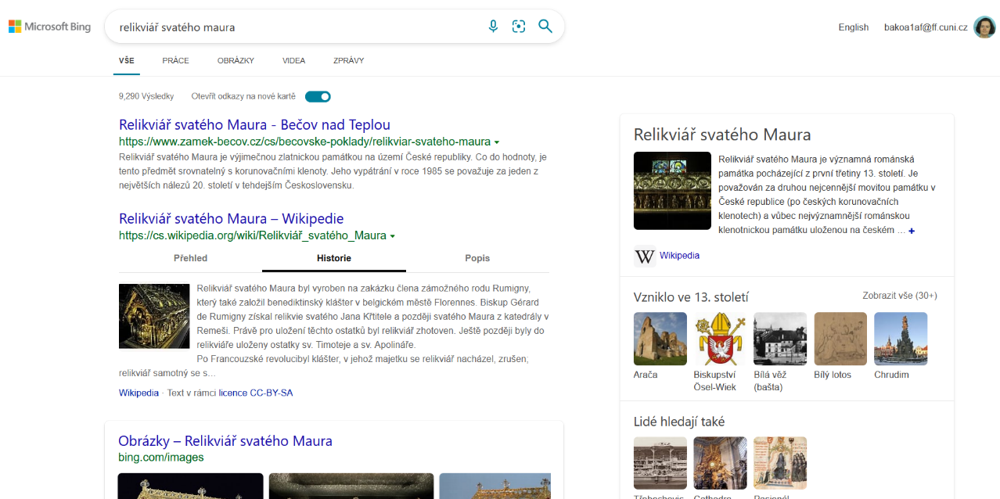 Microsoft Bing
relikviář svatého maura
English
bakoa1af@ff.cuni.cz
VŠE
PRÁCE
OBRÁZKY
VIDEA
ZPRÁVY
9,290 Výsledky
Otevřít odkazy na nové kartě
Relikviář svatého Maura - Bečov nad Teplou
https://www.zamek-becov.cz/cs/becovske-poklady/relikviar-svateho-maura
Relikviář svatého Maura je výjimečnou zlatnickou památkou na území České republiky. Co do hodnoty, je
tento předmět srovnatelný s korunovačními klenoty. Jeho vypátrání v roce 1985 se považuje za jeden z
největších nálezů 20. století v tehdejším Československu.
Relikviář svatého Maura – Wikipedie
https://cs.wikipedia.org/wiki/Relikviář_svatého_Maura
Přehled
Historie
Popis
Relikviář svatého Maura byl vyroben na zakázku člena zámožného rodu Rumigny,
který také založil benediktinský klášter v belgickém městě Florennes. Biskup Gérard
de Rumigny získal relikvie svatého Jana Křtitele a později svatého Maura z katedrály v
Remeši. Právě pro uložení těchto ostatků byl relikviář zhotoven. Ještě později byly do
relikviáře uloženy ostatky sv. Timoteje a sv. Apolináře.
Po Francouzské revolucibyl klášter, v jehož majetku se relikviář nacházel, zrušen;
relikviář samotný se s...
Wikipedia · Text v rámci licence CC-BY-SA
Obrázky – Relikviář svatého Maura
bing.com/images
Relikviář svatého Maura
Relikviář svatého Maura je významná románská
památka pocházející z první třetiny 13. století. Je
považován za druhou nejcennější movitou památku v
České republice (po českých korunovačních
klenotech) a vůbec nejvýznamnější románskou
klenotnickou památku uloženou na českém ... +
W Wikipedia
Vzniklo ve 13. století
Zobrazit vše (30+)
Arača
Biskupství
Ösel-Wiek
Bílá věž
(bašta)
Bílý lotos
Chrudim
Lidé hledají také